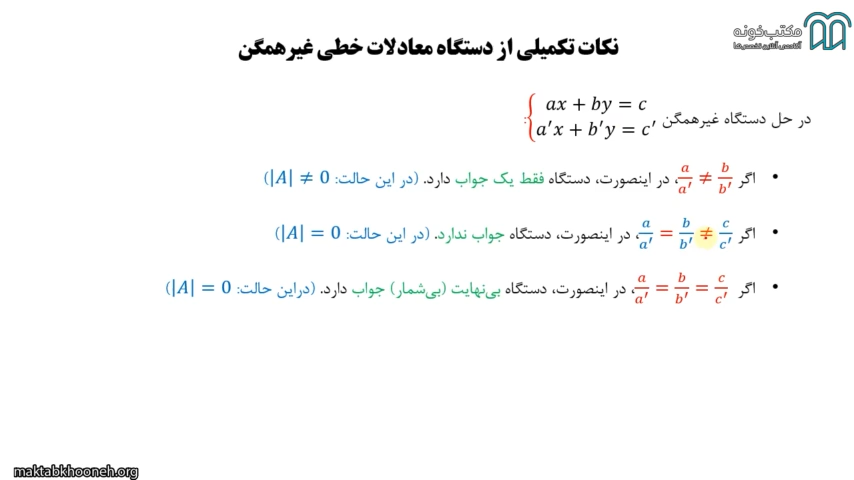 مکتب‌خونه
آکادمی آنلاین تخصص‌ها
نکات تکمیلی از دستگاه معادلات خطی غیرهمگن
در حل دستگاه غیرهمگن { ax + by = c
a′x + b′y = c′ :
• اگر a/a′ ≠ b/b′، در اینصورت، دستگاه فقط یک جواب دارد. (در این حالت: |A| ≠ 0)
• اگر a/a′ = b/b′ ≠ c/c′، در اینصورت، دستگاه جواب ندارد. (در این حالت: |A| = 0)
• اگر a/a′ = b/b′ = c/c′، در اینصورت، دستگاه بی‌نهایت (بی‌شمار) جواب دارد. (دراین حالت: |A| = 0)
maktabkhooneh.org